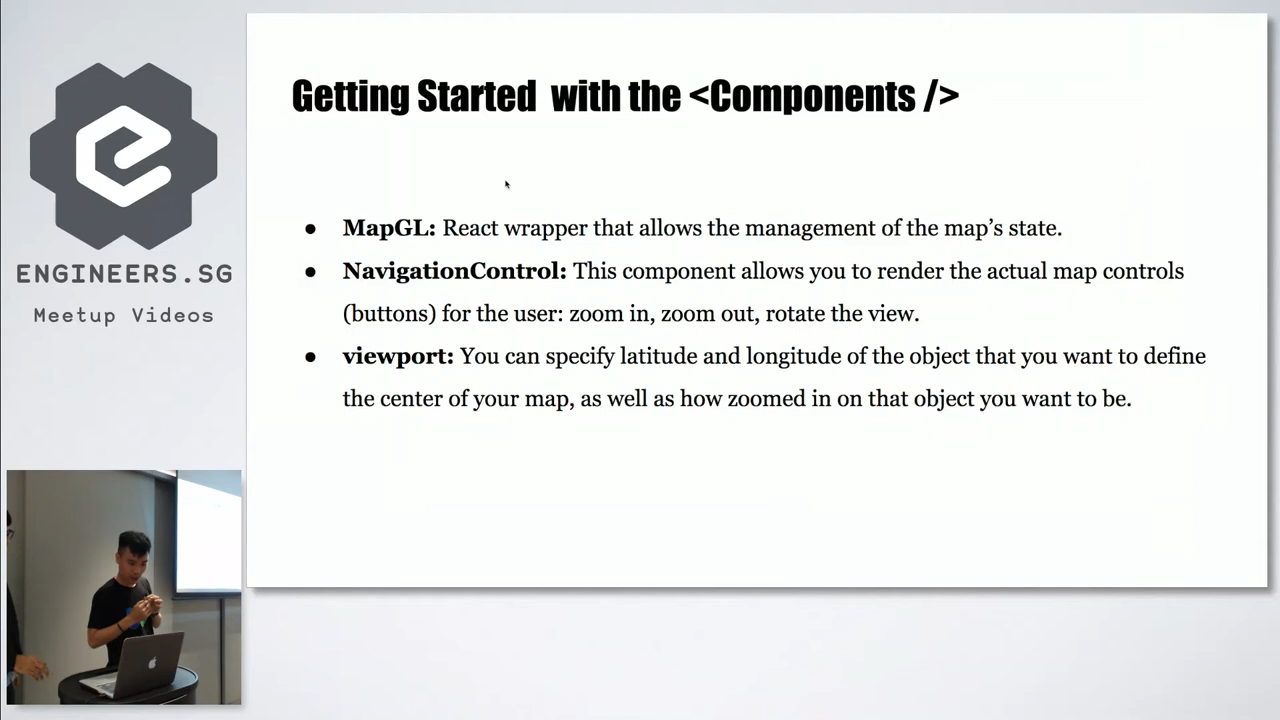 Getting Started with the <Components />
ENGINEERS.SG
Meetup Videos
● MapGL: React wrapper that allows the management of the map’s state.
● NavigationControl: This component allows you to render the actual map controls
(buttons) for the user: zoom in, zoom out, rotate the view.
● viewport: You can specify latitude and longitude of the object that you want to define
the center of your map, as well as how zoomed in on that object you want to be.